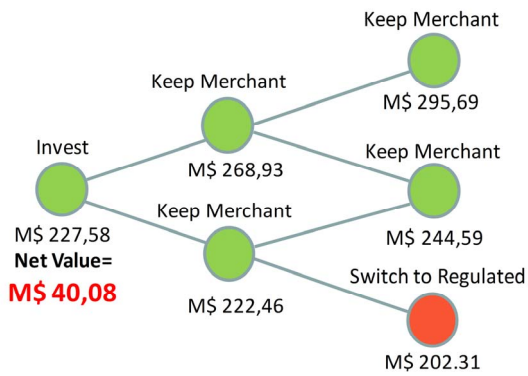 Keep Merchant
M$ 295,69
Keep Merchant
M$ 268,93
Invest
M$ 227,58
Net Value=
M$ 40,08
Keep Merchant
M$ 244,59
Keep Merchant
M$ 222,46
Switch to Regulated
M$ 202.31